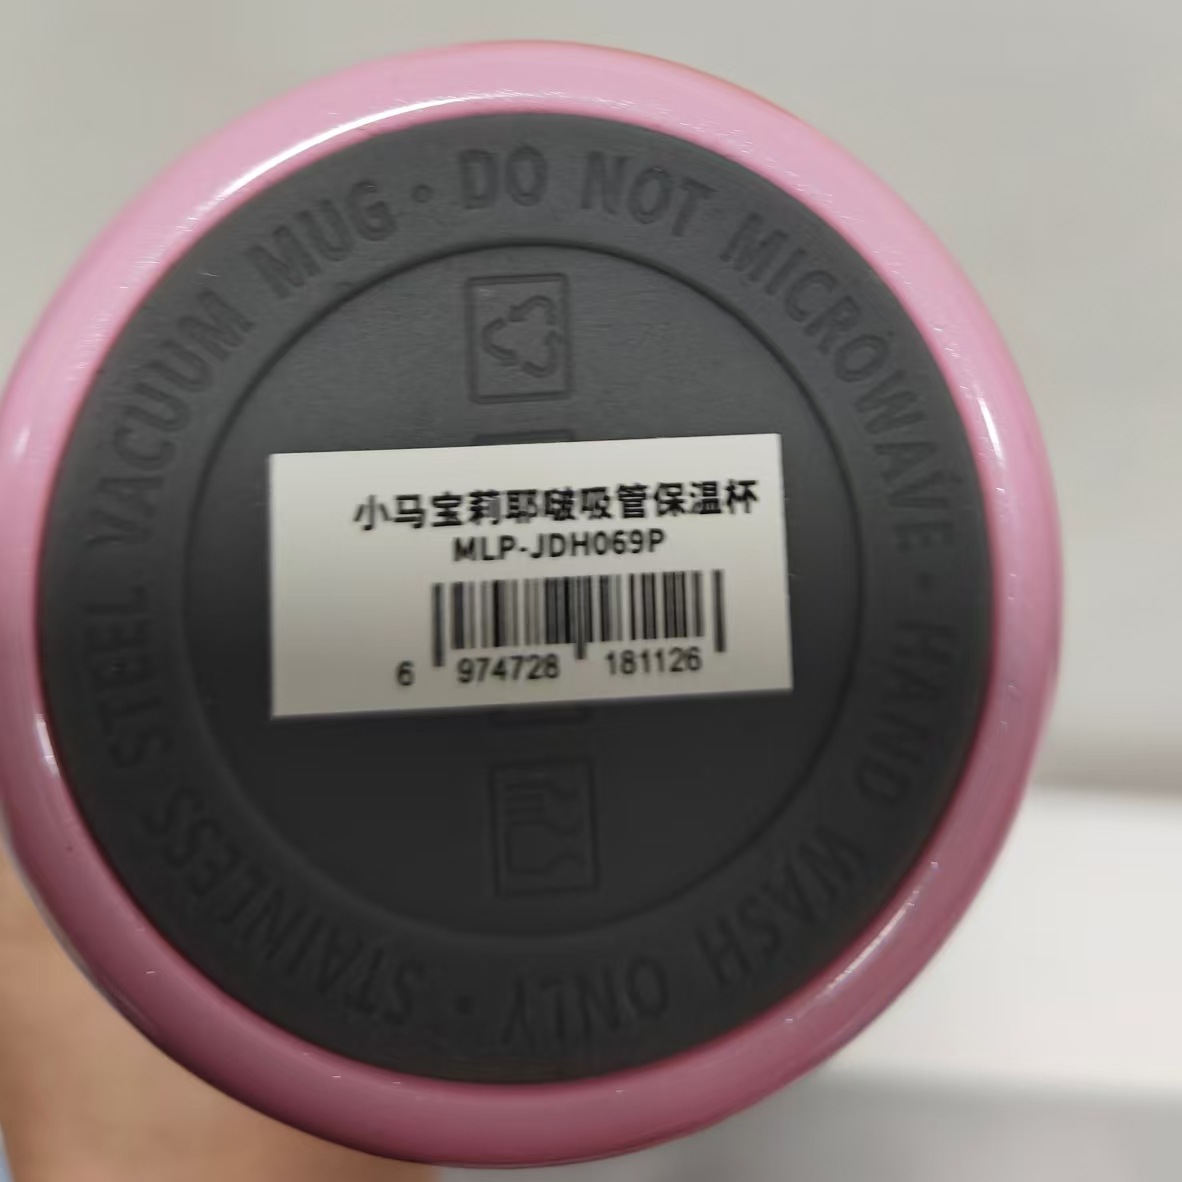 DO NOT MICROWAVE · HAND WASH ONLY · STAINLESS STEEL VACUUM MUG ·
小马宝莉耶啵吸管保温杯
MLP-JDH069P
6 974728 181126